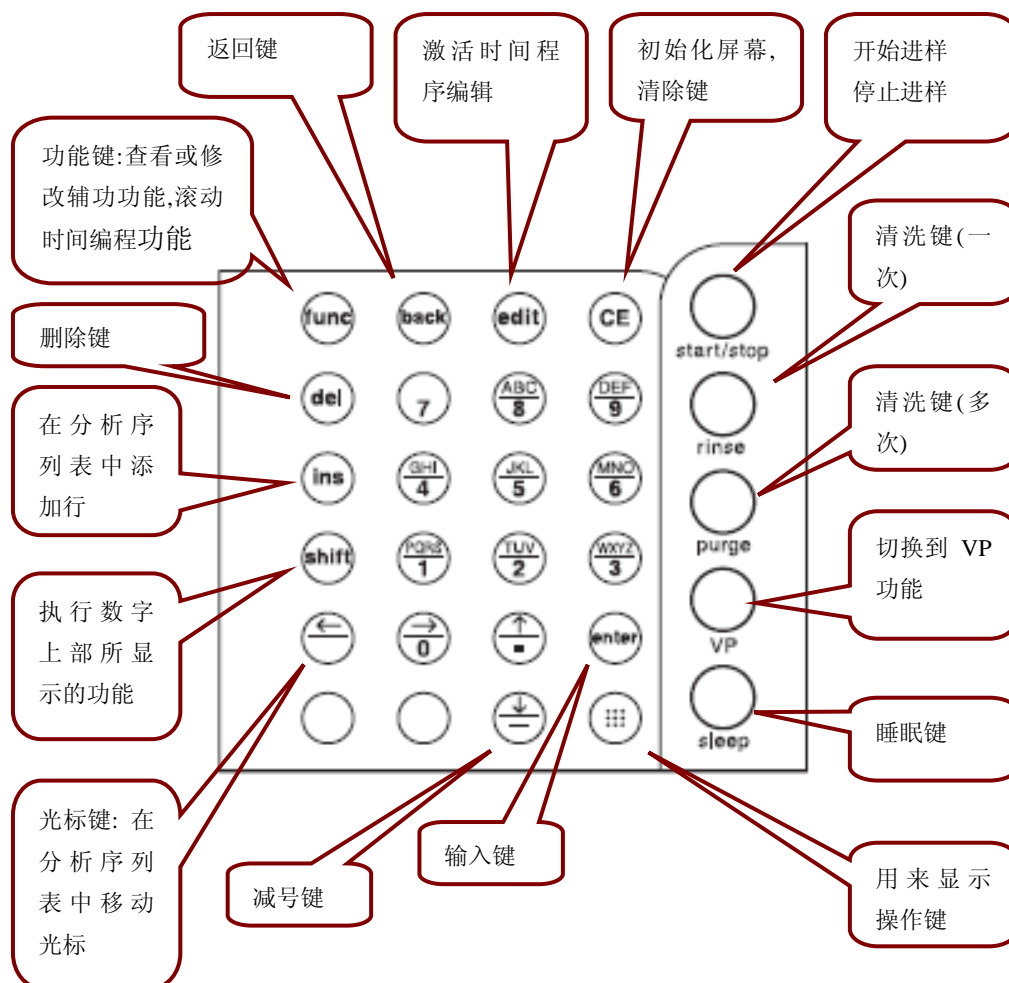 返回键
激活时间程
序编辑
初始化屏幕,
清除键
开始进样
停止进样
功能键:查看或修
改辅功功能,滚动
时间编程功能
清洗键(一
次)
删除键
清洗键(多
次)
在分析序
列表中添
加行
切换到 VP
功能
执行数字
上部所显
示的功能
睡眠键
光标键: 在
分析序列
表中移动
光标
减号键
输入键
用来显示
操作键
func
back
edit
CE
start/stop
del
7
ABC
8
DEF
9
rinse
ins
GHI
4
JKL
5
MNO
6
purge
shift
PQRS
1
TUV
2
WXYZ
3
VP
←
→
0
↑
.
enter
↓
—
sleep